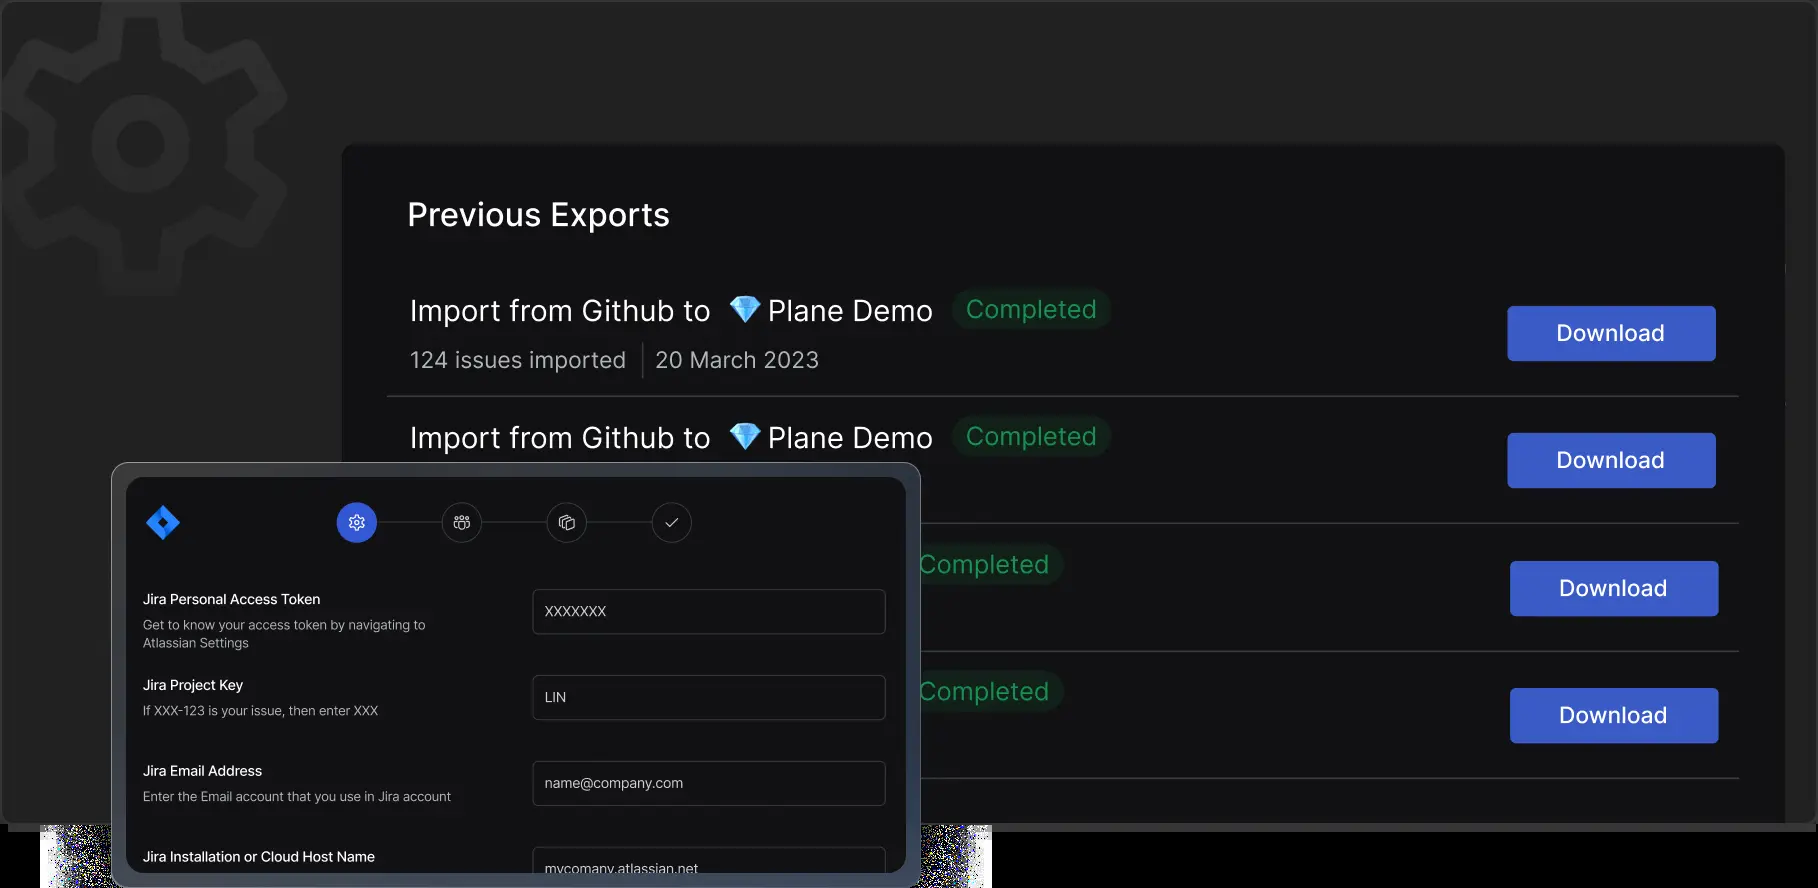 Previous Exports
Import from Github to 💎 Plane Demo Completed
124 issues imported | 20 March 2023
Download
Import from Github to 💎 Plane Demo Completed
Download
Completed
Download
Completed
Download
Jira Personal Access Token
Get to know your access token by navigating to
Atlassian Settings
XXXXXXX
Jira Project Key
If XXX-123 is your issue, then enter XXX
LIN
Jira Email Address
Enter the Email account that you use in Jira account
name@company.com
Jira Installation or Cloud Host Name
mycomany.atlassian.net